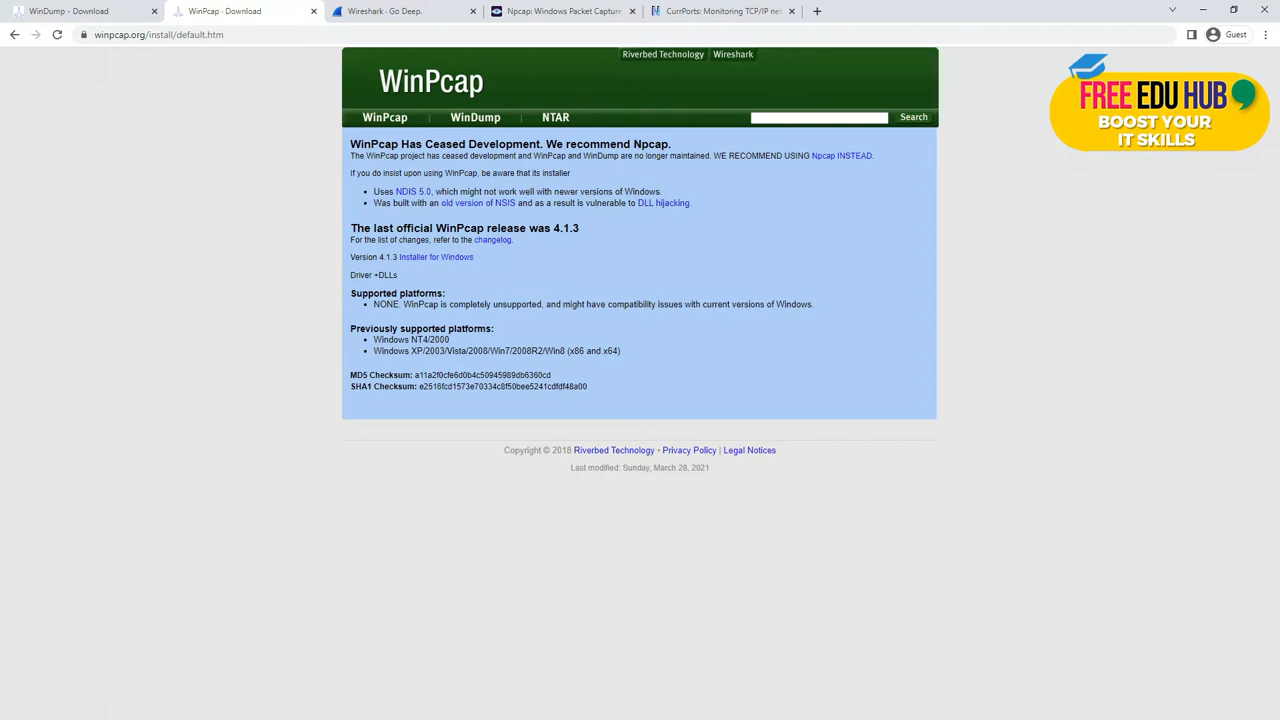 WinDump - Download
WinPcap · Download
Wireshark · Go Deep.
Npcap: Windows Packet Capture
CurrPorts: Monitoring TCP/IP net
winpcap.org/install/default.htm
Guest
Riverbed Technology
Wireshark
WinPcap
FREE EDU HUB
BOOST YOUR
IT SKILLS
WinPcap
WinDump
NTAR
Search
WinPcap Has Ceased Development. We recommend Npcap.
The WinPcap project has ceased development and WinPcap and WinDump are no longer maintained. WE RECOMMEND USING Npcap INSTEAD.
If you do insist upon using WinPcap, be aware that its installer
• Uses NDIS 5.0, which might not work well with newer versions of Windows.
• Was built with an old version of NSIS and as a result is vulnerable to DLL hijacking.
The last official WinPcap release was 4.1.3
For the list of changes, refer to the changelog.
Version 4.1.3 Installer for Windows
Driver +DLLs
Supported platforms:
• NONE. WinPcap is completely unsupported, and might have compatibility issues with current versions of Windows.
Previously supported platforms:
• Windows NT4/2000
• Windows XP/2003/Vista/2008/Win7/2008R2/Win8 (x86 and x64)
MD5 Checksum: a11a2f0cfe6d0b4c50945989db6360cd
SHA1 Checksum: e2516fcd1573e70334c8f50bee5241cdfdf48a00
Copyright © 2018 Riverbed Technology • Privacy Policy | Legal Notices
Last modified: Sunday, March 28, 2021